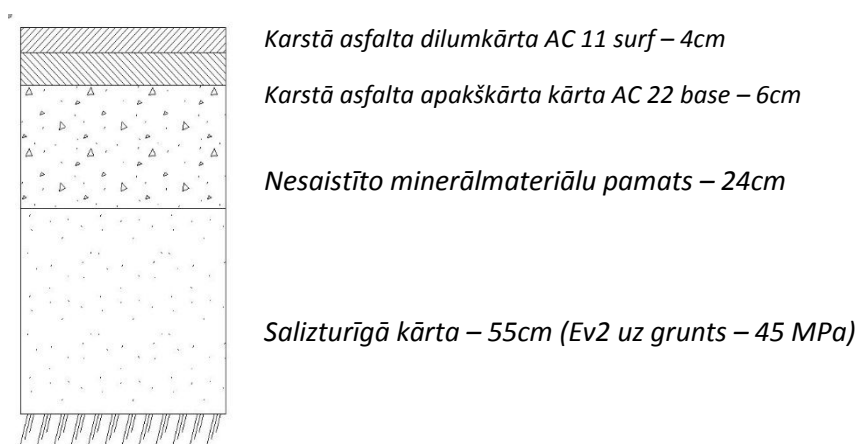 Karstā asfalta dilumkārta AC 11 surf – 4cm
Karstā asfalta apakškārta kārta AC 22 base – 6cm
Nesaistīto minerālmateriālu pamats – 24cm
Salizturīgā kārta – 55cm (Ev2 uz grunts – 45 MPa)